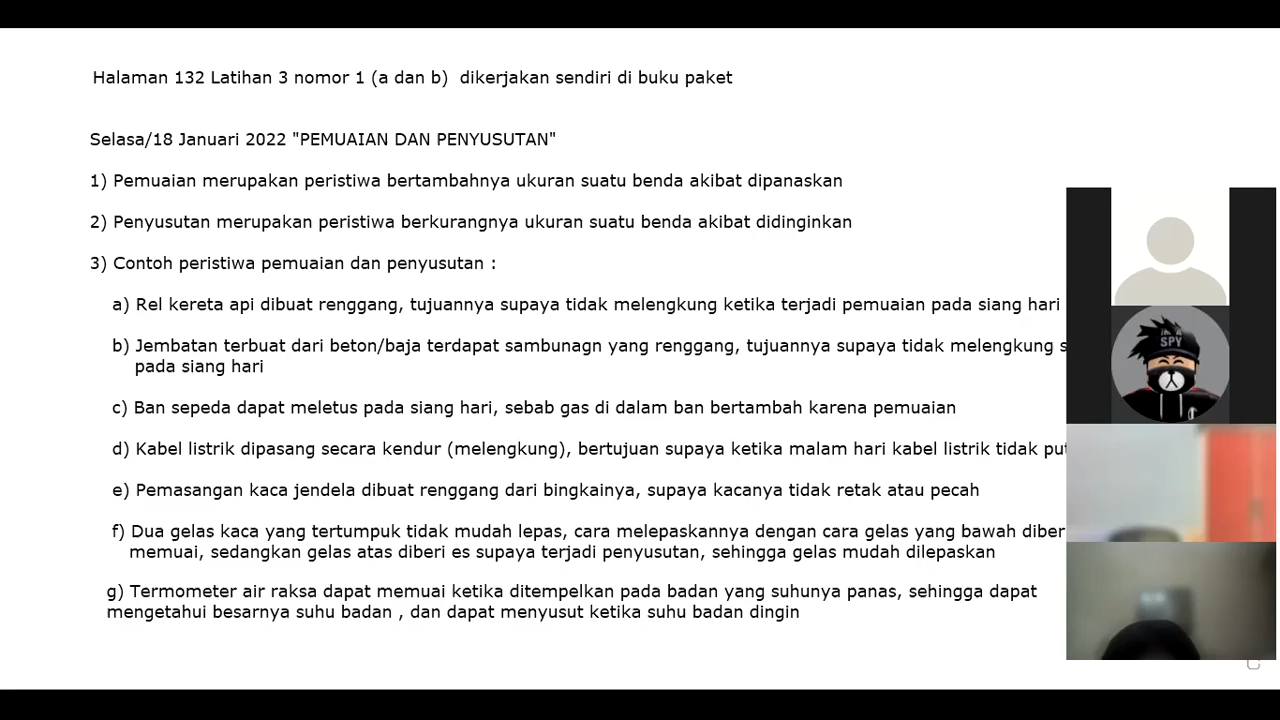 Halaman 132 Latihan 3 nomor 1 (a dan b)  dikerjakan sendiri di buku paket
Selasa/18 Januari 2022 "PEMUAIAN DAN PENYUSUTAN"
1) Pemuaian merupakan peristiwa bertambahnya ukuran suatu benda akibat dipanaskan
2) Penyusutan merupakan peristiwa berkurangnya ukuran suatu benda akibat didinginkan
3) Contoh peristiwa pemuaian dan penyusutan :
a) Rel kereta api dibuat renggang, tujuannya supaya tidak melengkung ketika terjadi pemuaian pada siang hari
b) Jembatan terbuat dari beton/baja terdapat sambunagn yang renggang, tujuannya supaya tidak melengkung
pada siang hari
c) Ban sepeda dapat meletus pada siang hari, sebab gas di dalam ban bertambah karena pemuaian
d) Kabel listrik dipasang secara kendur (melengkung), bertujuan supaya ketika malam hari kabel listrik tidak
e) Pemasangan kaca jendela dibuat renggang dari bingkainya, supaya kacanya tidak retak atau pecah
f) Dua gelas kaca yang tertumpuk tidak mudah lepas, cara melepaskannya dengan cara gelas yang bawah
memuai, sedangkan gelas atas diberi es supaya terjadi penyusutan, sehingga gelas mudah dilepaskan
g) Termometer air raksa dapat memuai ketika ditempelkan pada badan yang suhunya panas, sehingga dapat
mengetahui besarnya suhu badan , dan dapat menyusut ketika suhu badan dingin
SPY